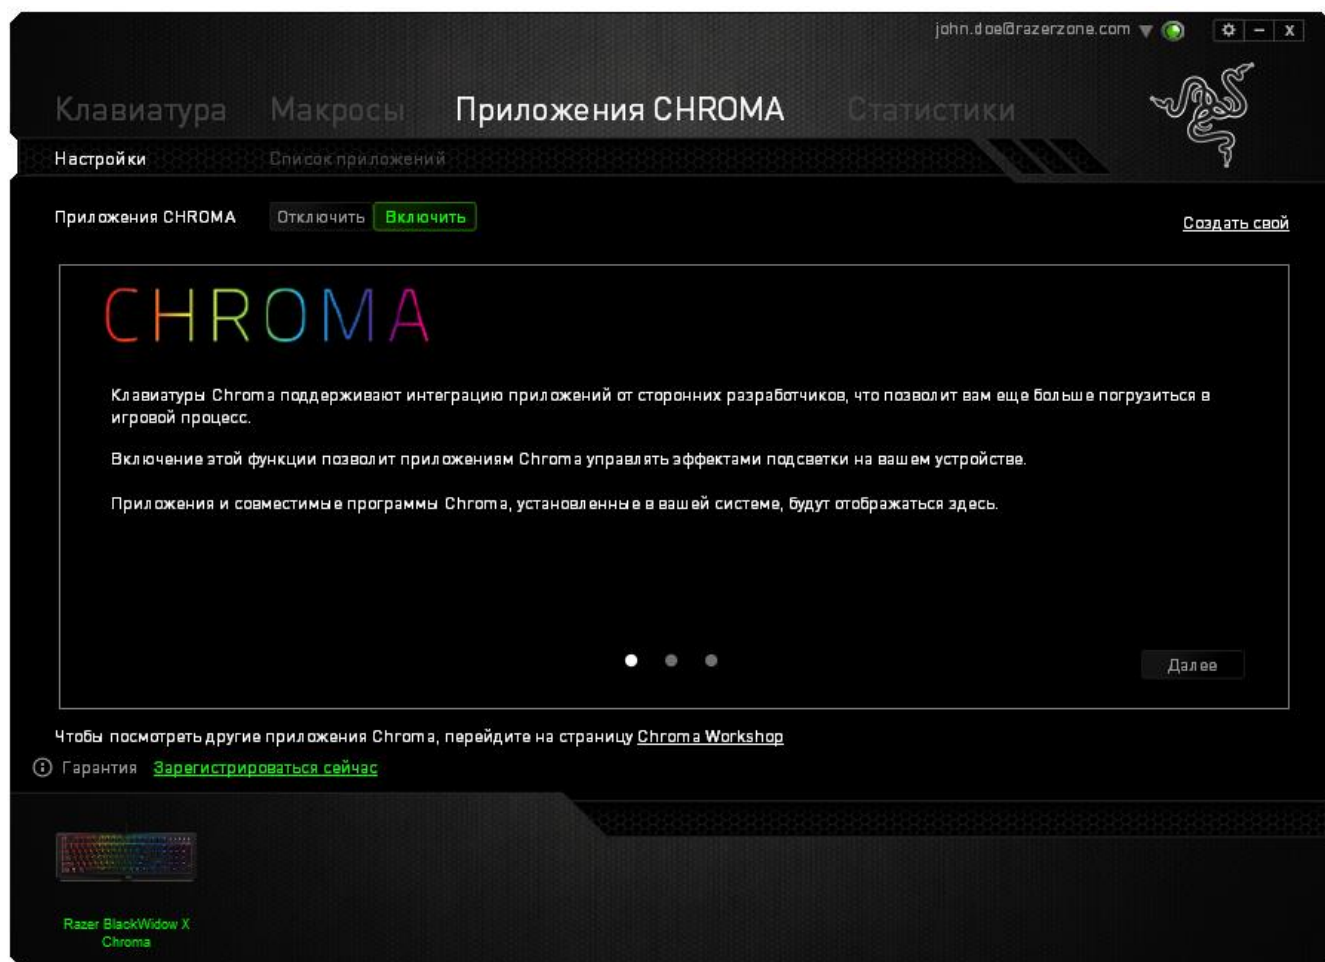 john.doe@razerzone.com
Клавиатура Макросы Приложения CHROMA Статистики
Настройки Список приложений
Приложения CHROMA Отключить Включить
Создать свой
CHROMA
Клавиатуры Chroma поддерживают интеграцию приложений от сторонних разработчиков, что позволит вам еще больше погрузиться в
игровой процесс.
Включение этой функции позволит приложениям Chroma управлять эффектами подсветки на вашем устройстве.
Приложения и совместимые программы Chroma, установленные в вашей системе, будут отображаться здесь.
Далее
Чтобы посмотреть другие приложения Chroma, перейдите на страницу Chroma Workshop
Гарантия Зарегистрироваться сейчас
Razer BlackWidow X
Chroma